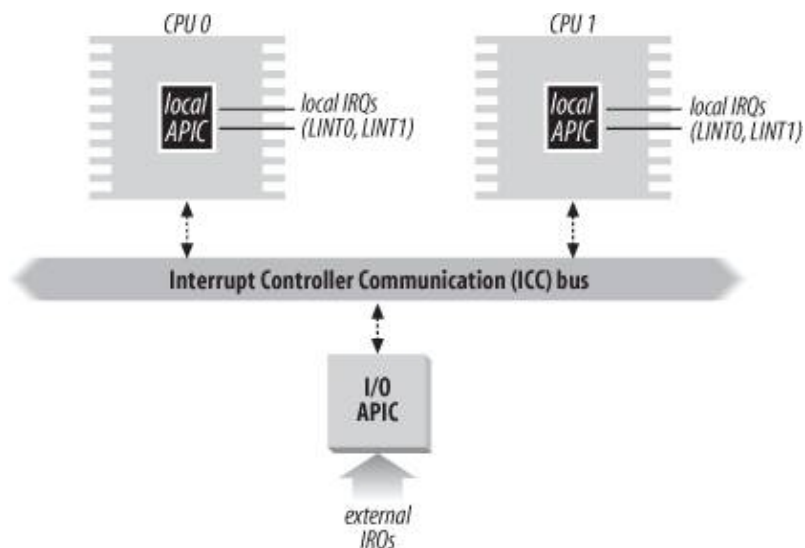 CPU 0
CPU 1
local
APIC
local IRQs
(LINT0, LINT1)
local
APIC
local IRQs
(LINT0, LINT1)
Interrupt Controller Communication (ICC) bus
I/O
APIC
external
IRQs